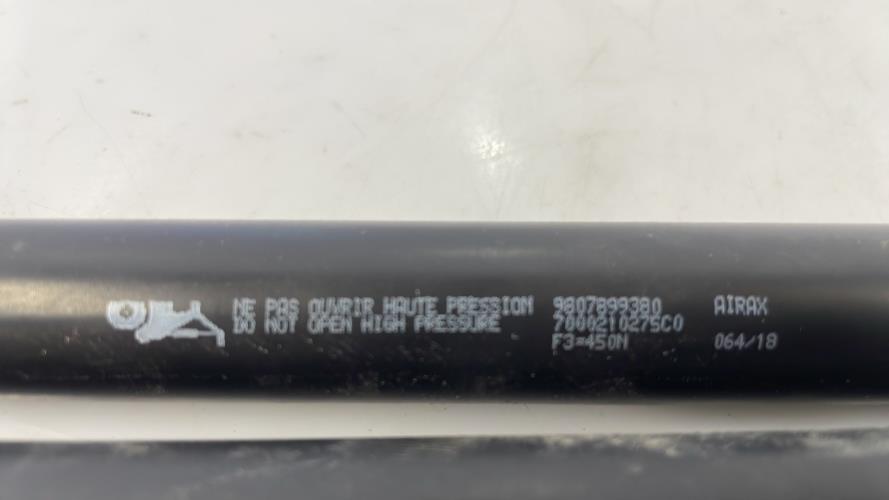 NE PAS OUVRIR HAUTE PRESSION
DO NOT OPEN HIGH PRESSURE
9807899380
7000210275C0
F3=450N
AIRAX
064/18